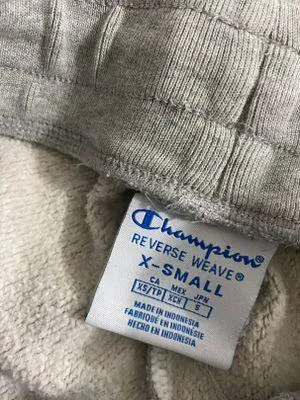 Champion®
REVERSE WEAVE®
X-SMALL
CA MEX JPN
XS/TP XCH S
MADE IN INDONESIA
FABRIQUÉ EN INDONÉSIE
HECHO EN INDONESIA